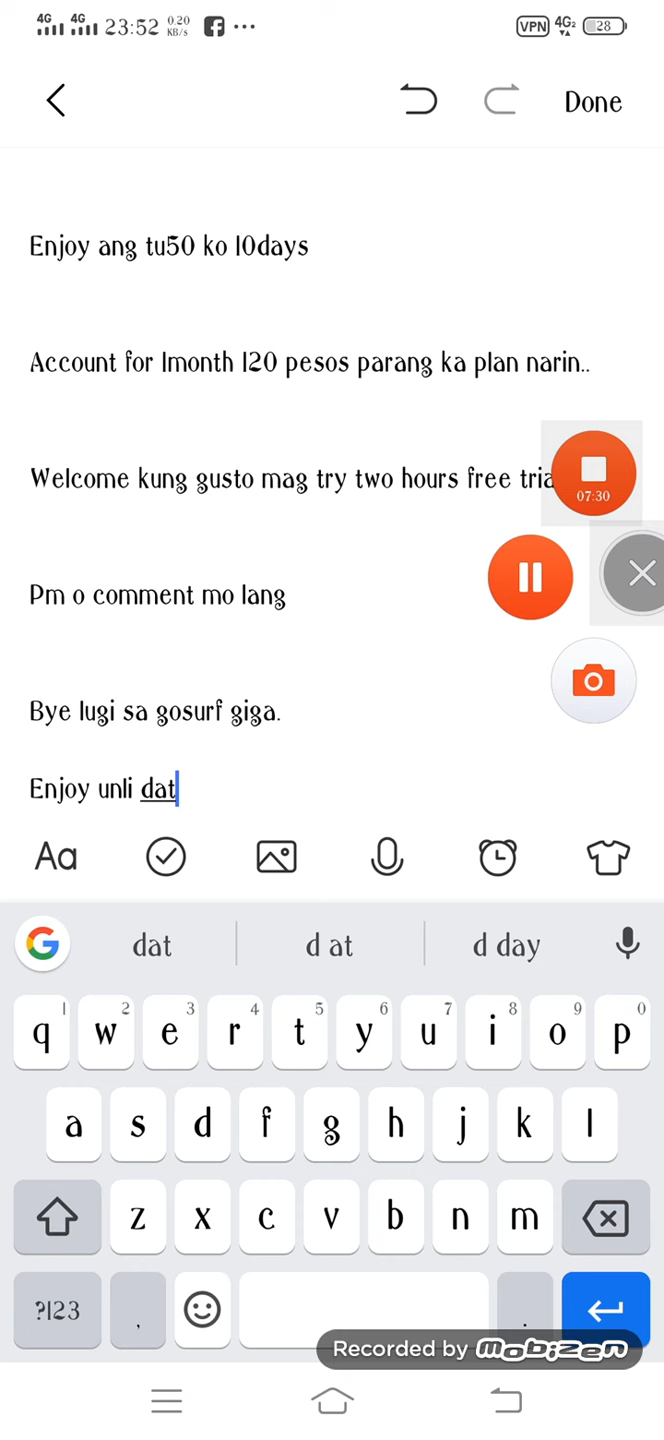 4G 4G 23:52 0.20 KB/s VPN 4G2 28
Done
Enjoy ang tu50 ko 10days
Account for 1month 120 pesos parang ka plan narin..
Welcome kung gusto mag try two hours free tria
07:30
Pm o comment mo lang
Bye lugi sa gosurf giga.
Enjoy unli dat
Aa
dat d at d day
1 2 3 4 5 6 7 8 9 0
q w e r t y u i o p
a s d f g h j k l
z x c v b n m
?123 , .
Recorded by mobizen